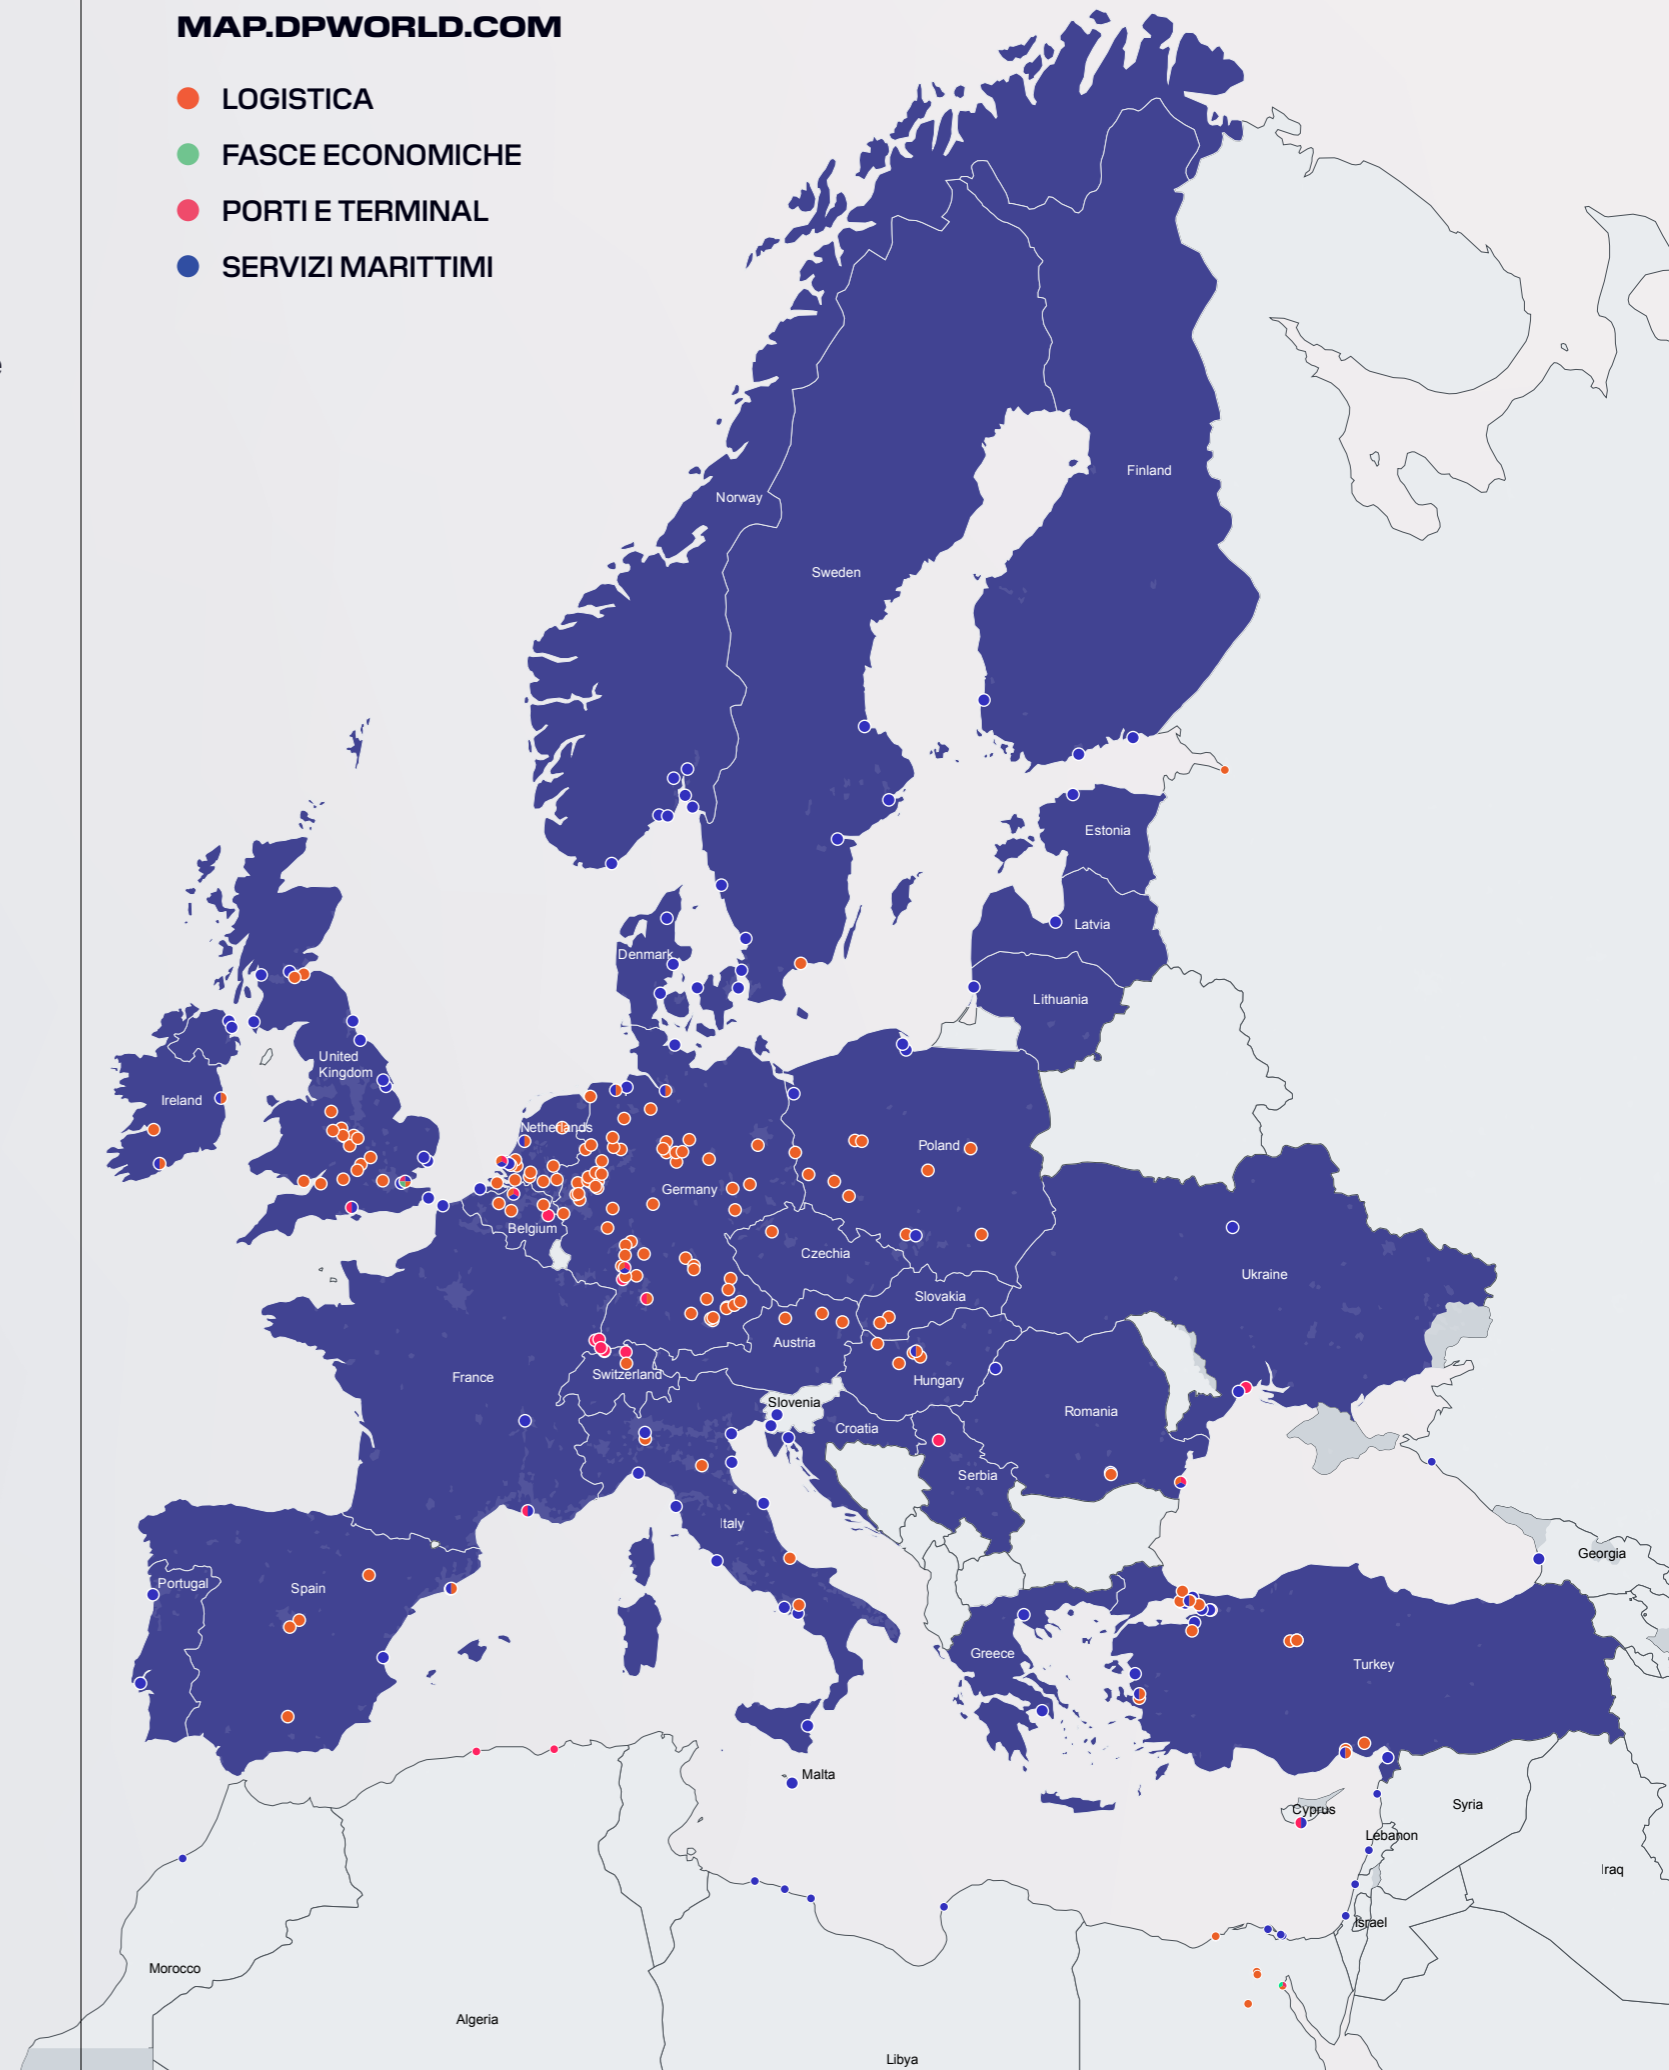 MAP.DPWORLD.COM
LOGISTICA
FASCE ECONOMICHE
PORTI E TERMINAL
SERVIZI MARITTIMI
Finland
Norway
Sweden
Estonia
Latvia
Denmark
Lithuania
United
Kingdom
Ireland
Netherlands
Poland
Germany
Belgium
Czechia
Ukraine
Slovakia
Austria
France
Switzerland
Hungary
Slovenia
Romania
Croatia
Serbia
Italy
Georgia
Portugal
Spain
Greece
Turkey
Malta
Cyprus
Syria
Lebanon
Iraq
Israel
Morocco
Algeria
Libya